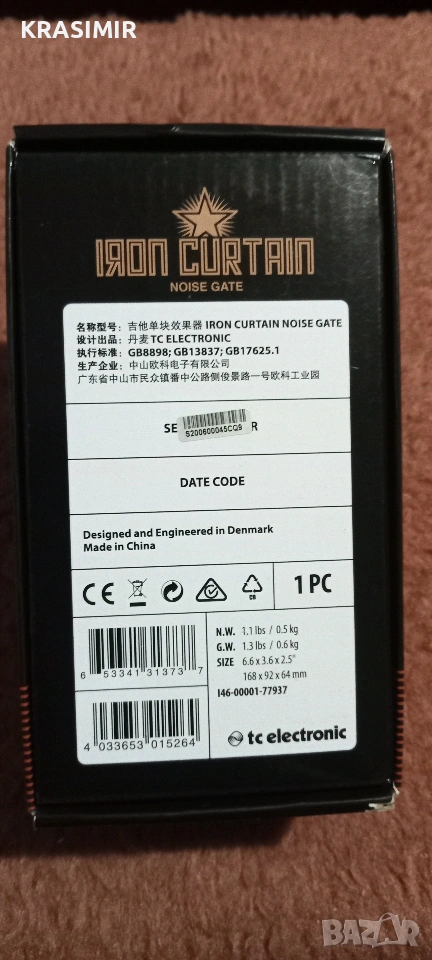 KRASIMIR
IRON CURTAIN
NOISE GATE
名称型号: 吉他单块效果器 IRON CURTAIN NOISE GATE
设计出品: 丹麦 TC ELECTRONIC
执行标准: GB8898; GB13837; GB17625.1
生产企业: 中山欧科电子有限公司
广东省中山市民众镇番中公路侧俊景路一号欧科工业园
SE R
S200600045CQ9
DATE CODE
Designed and Engineered in Denmark
Made in China
CE CB 1 PC
N.W. 1.1 lbs / 0.5 kg
G.W. 1.3 lbs / 0.6 kg
SIZE 6.6 x 3.6 x 2.5"
168 x 92 x 64 mm
I46-00001-77937
6 53341 31373 7
4 033653 015264
tc electronic
BAZAR